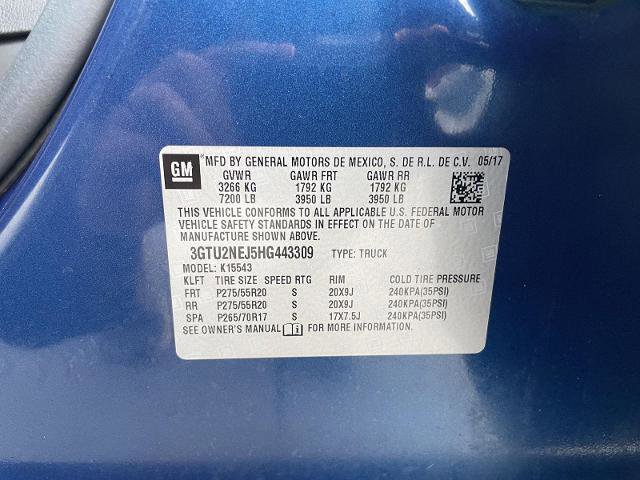 GM MFD BY GENERAL MOTORS DE MEXICO, S. DE R.L. DE C.V. 05/17
GVWR GAWR FRT GAWR RR
3266 KG 1792 KG 1792 KG
7200 LB 3950 LB 3950 LB
THIS VEHICLE CONFORMS TO ALL APPLICABLE U.S. FEDERAL MOTOR
VEHICLE SAFETY STANDARDS IN EFFECT ON THE DATE OF
MANUFACTURE SHOWN ABOVE.
3GTU2NEJ5HG443309 TYPE: TRUCK
MODEL: K15543
KLFT TIRE SIZE SPEED RTG RIM COLD TIRE PRESSURE
FRT P275/55R20 S 20X9J 240KPA(35PSI)
RR P275/55R20 S 20X9J 240KPA(35PSI)
SPA P265/70R17 S 17X7.5J 240KPA(35PSI)
SEE OWNER'S MANUAL i FOR MORE INFORMATION.